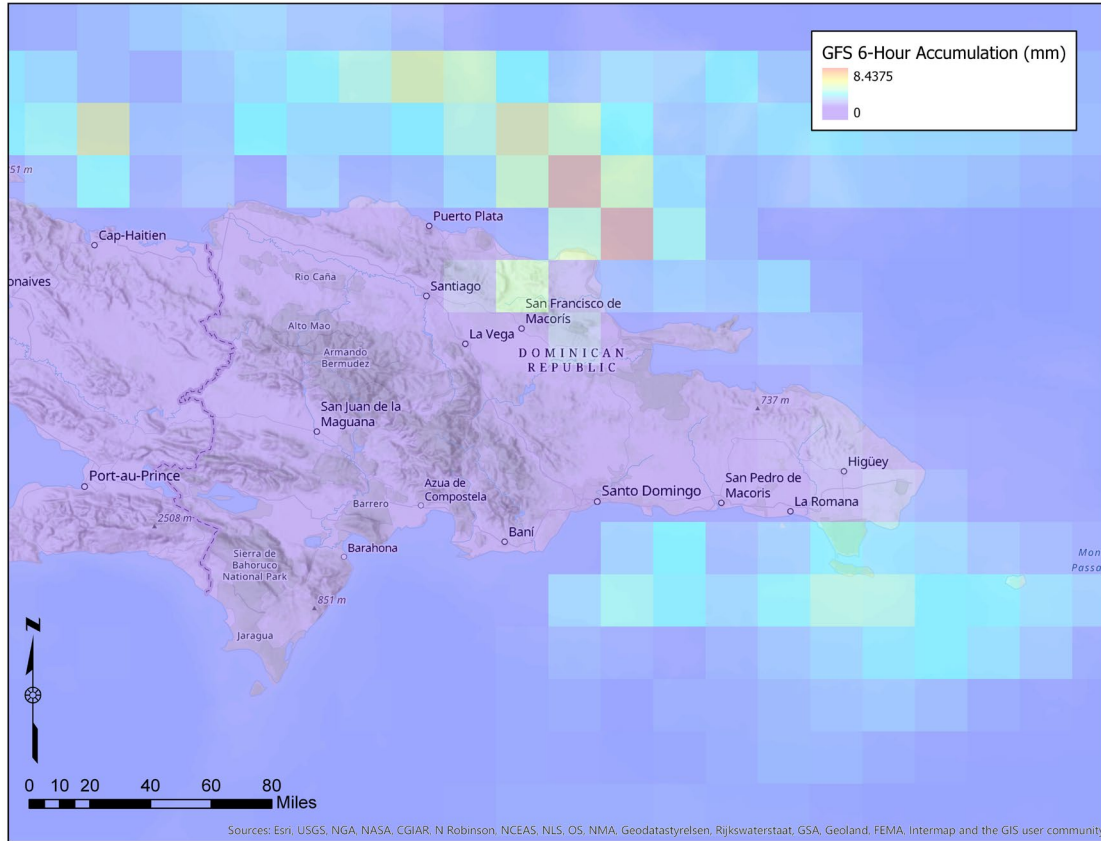 GFS 6-Hour Accumulation (mm)
8.4375
0
51 m
Puerto Plata
Cap-Haitien
onaives
Rio Caña
Santiago
San Francisco de
Macoris
Alto Mao
La Vega
Armando
Bermudez
DOMINICAN
REPUBLIC
San Juan de la
Maguana
737 m
Port-au-Prince
Azua de
Compostela
Higüey
San Pedro de
Macoris
Barrero
Santo Domingo
La Romana
2508 m
Baní
Barahona
Sierra de
Bahoruco
National Park
Mon
Passa
851 m
Jaragua
N
0 10 20 40 60 80
Miles
Sources: Esri, USGS, NGA, NASA, CGIAR, N Robinson, NCEAS, NLS, OS, NMA, Geodatastyrelsen, Rijkswaterstaat, GSA, Geoland, FEMA, Intermap and the GIS user community